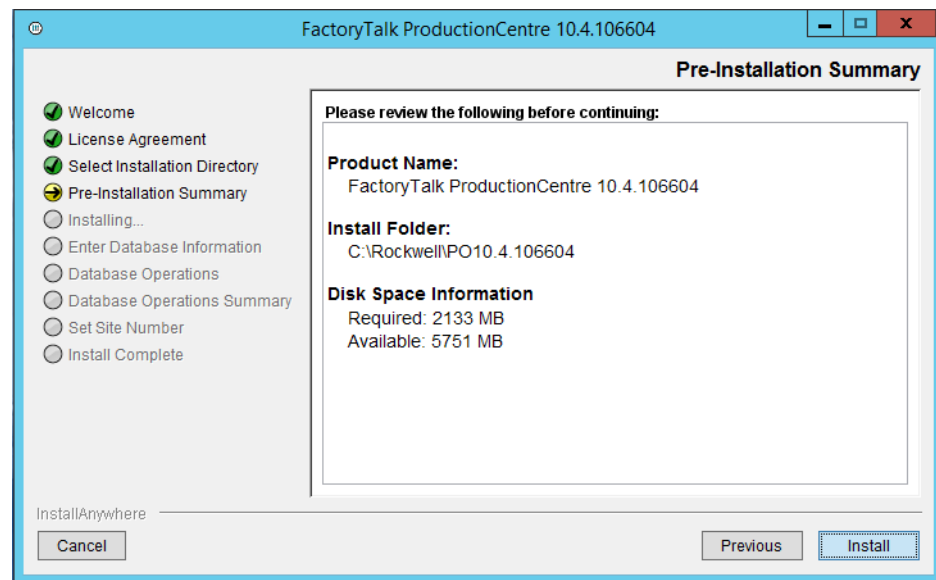 FactoryTalk ProductionCentre 10.4.106604
Pre-Installation Summary
Welcome
License Agreement
Select Installation Directory
Pre-Installation Summary
Installing...
Enter Database Information
Database Operations
Database Operations Summary
Set Site Number
Install Complete
Please review the following before continuing:
Product Name:
FactoryTalk ProductionCentre 10.4.106604
Install Folder:
C:\Rockwell\PO10.4.106604
Disk Space Information
Required: 2133 MB
Available: 5751 MB
InstallAnywhere
Cancel
Previous
Install